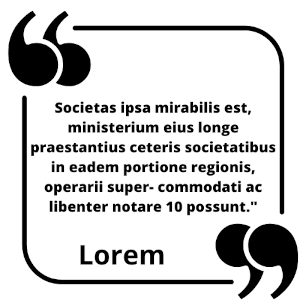 Societas ipsa mirabilis est,
ministerium eius longe
praestantius ceteris societatibus
in eadem portione regionis,
operarii super- commodati ac
libenter notare 10 possunt."
Lorem